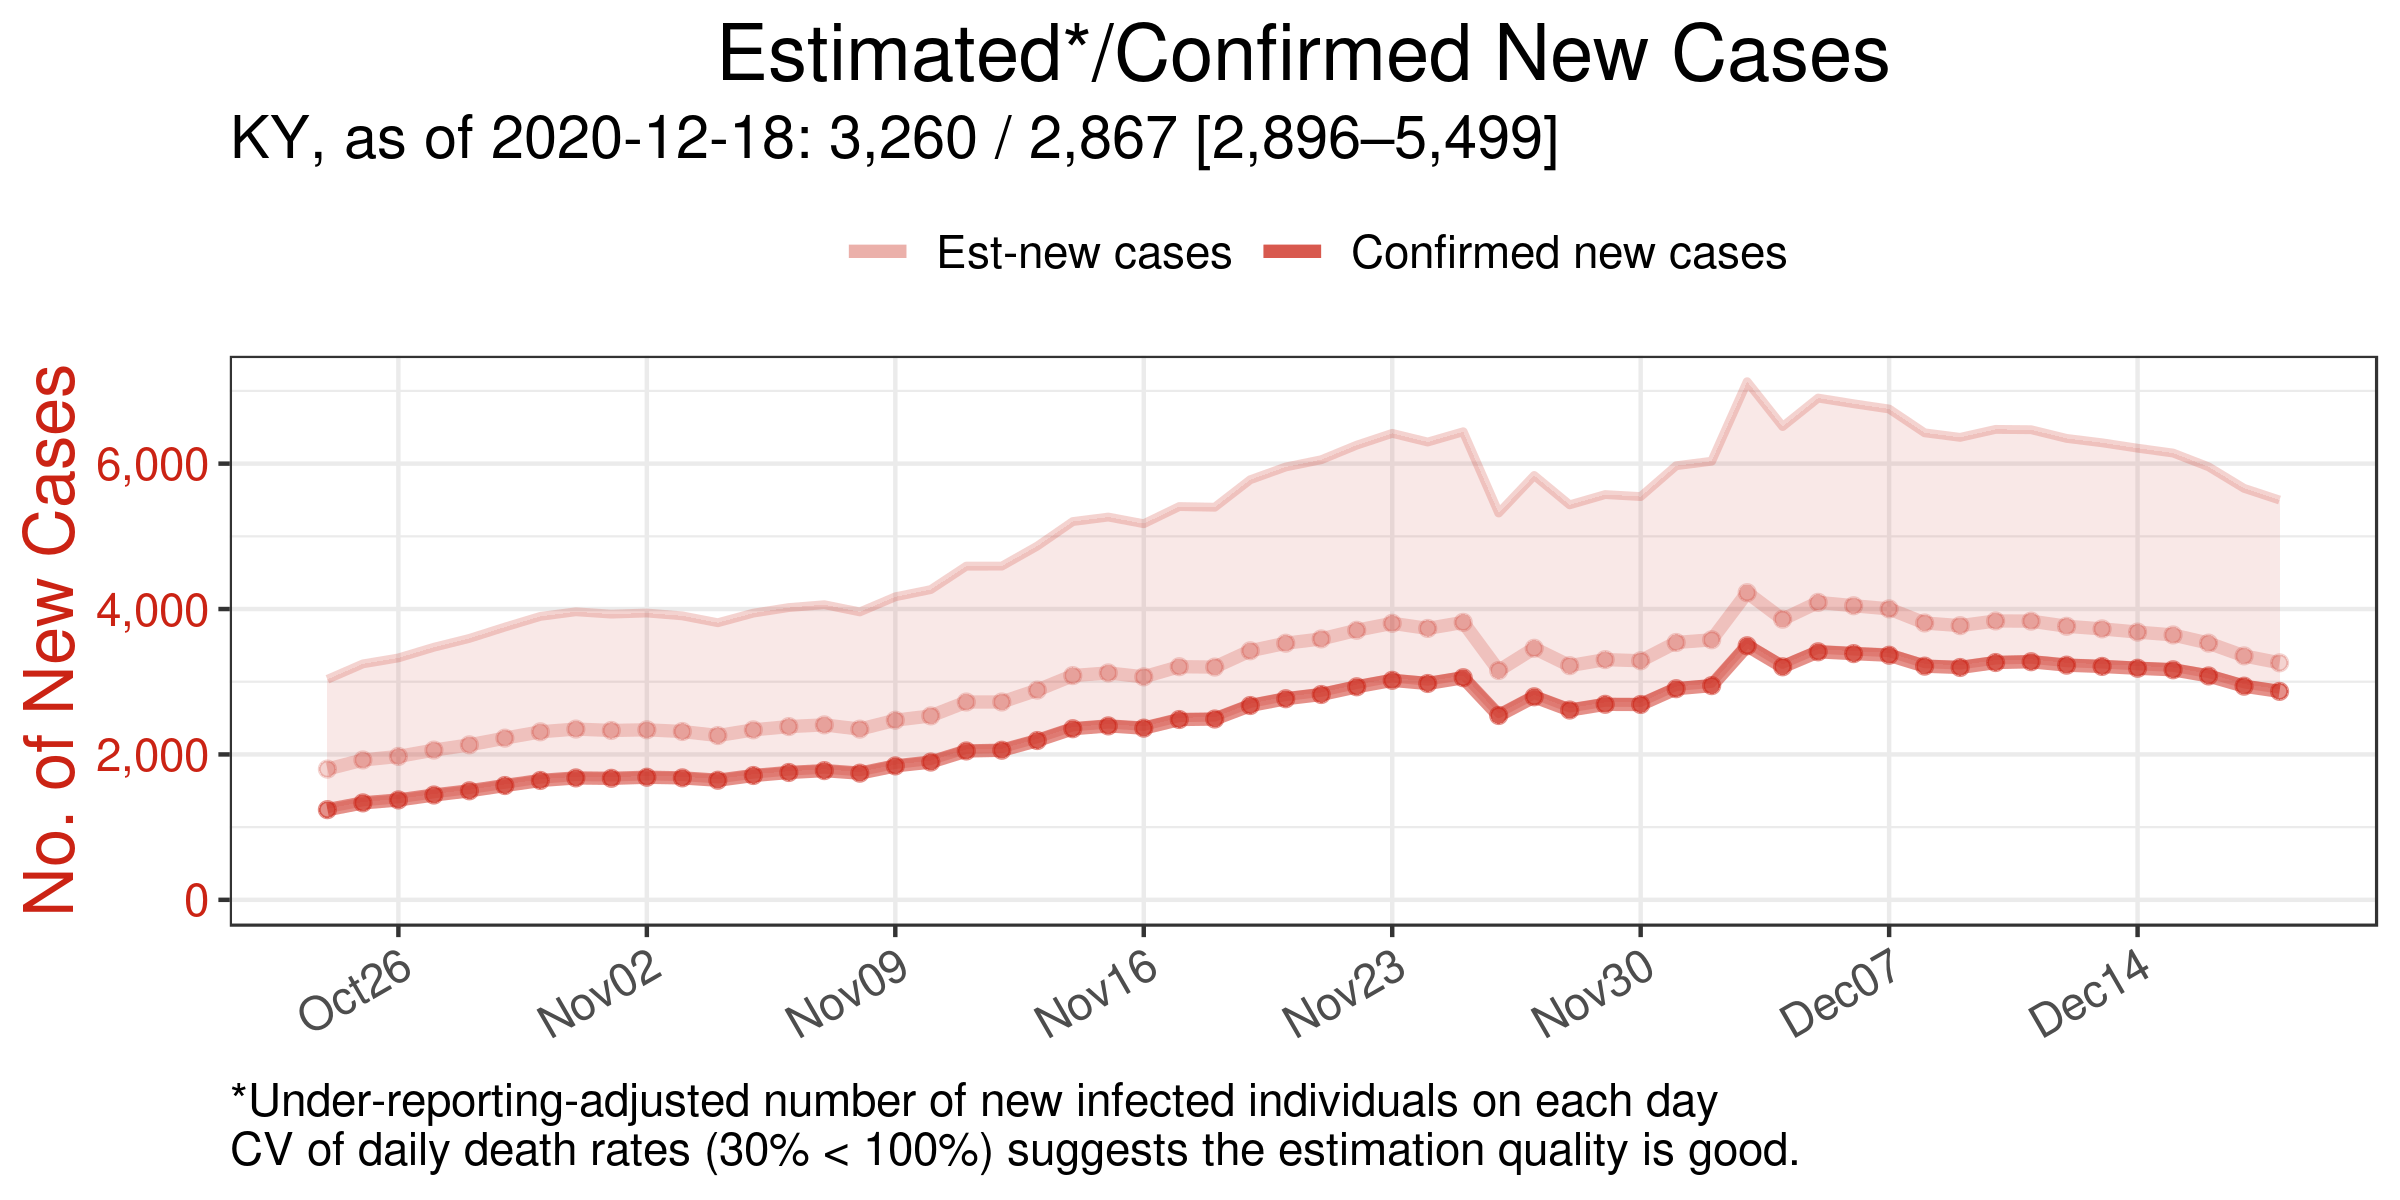 Estimated*/Confirmed New Cases
KY, as of 2020-12-18: 3,260 / 2,867 [2,896–5,499]
Est-new cases
Confirmed new cases
No. of New Cases
6,000
4,000
2,000
0
Oct26
Nov02
Nov09
Nov16
Nov23
Nov30
Dec07
Dec14
*Under-reporting-adjusted number of new infected individuals on each day
CV of daily death rates (30% < 100%) suggests the estimation quality is good.